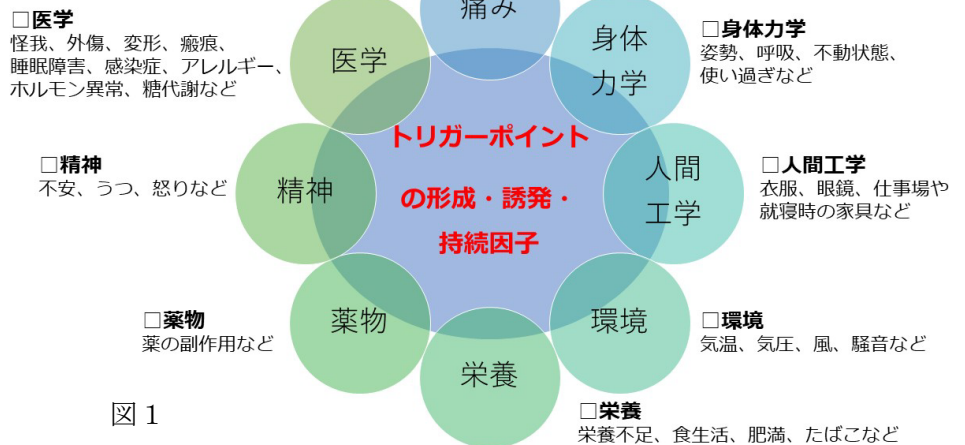 □医学
怪我、外傷、変形、瘢痕、
睡眠障害、感染症、アレルギー、
ホルモン異常、糖代謝など
痛み
医学
身体
力学
□身体力学
姿勢、呼吸、不動状態、
使い過ぎなど
トリガーポイント
の形成・誘発・
持続因子
□精神
不安、うつ、怒りなど
精神
人間
工学
□人間工学
衣服、眼鏡、仕事場や
就寝時の家具など
□薬物
薬の副作用など
薬物
環境
□環境
気温、気圧、風、騒音など
栄養
□栄養
栄養不足、食生活、肥満、たばこなど
図１